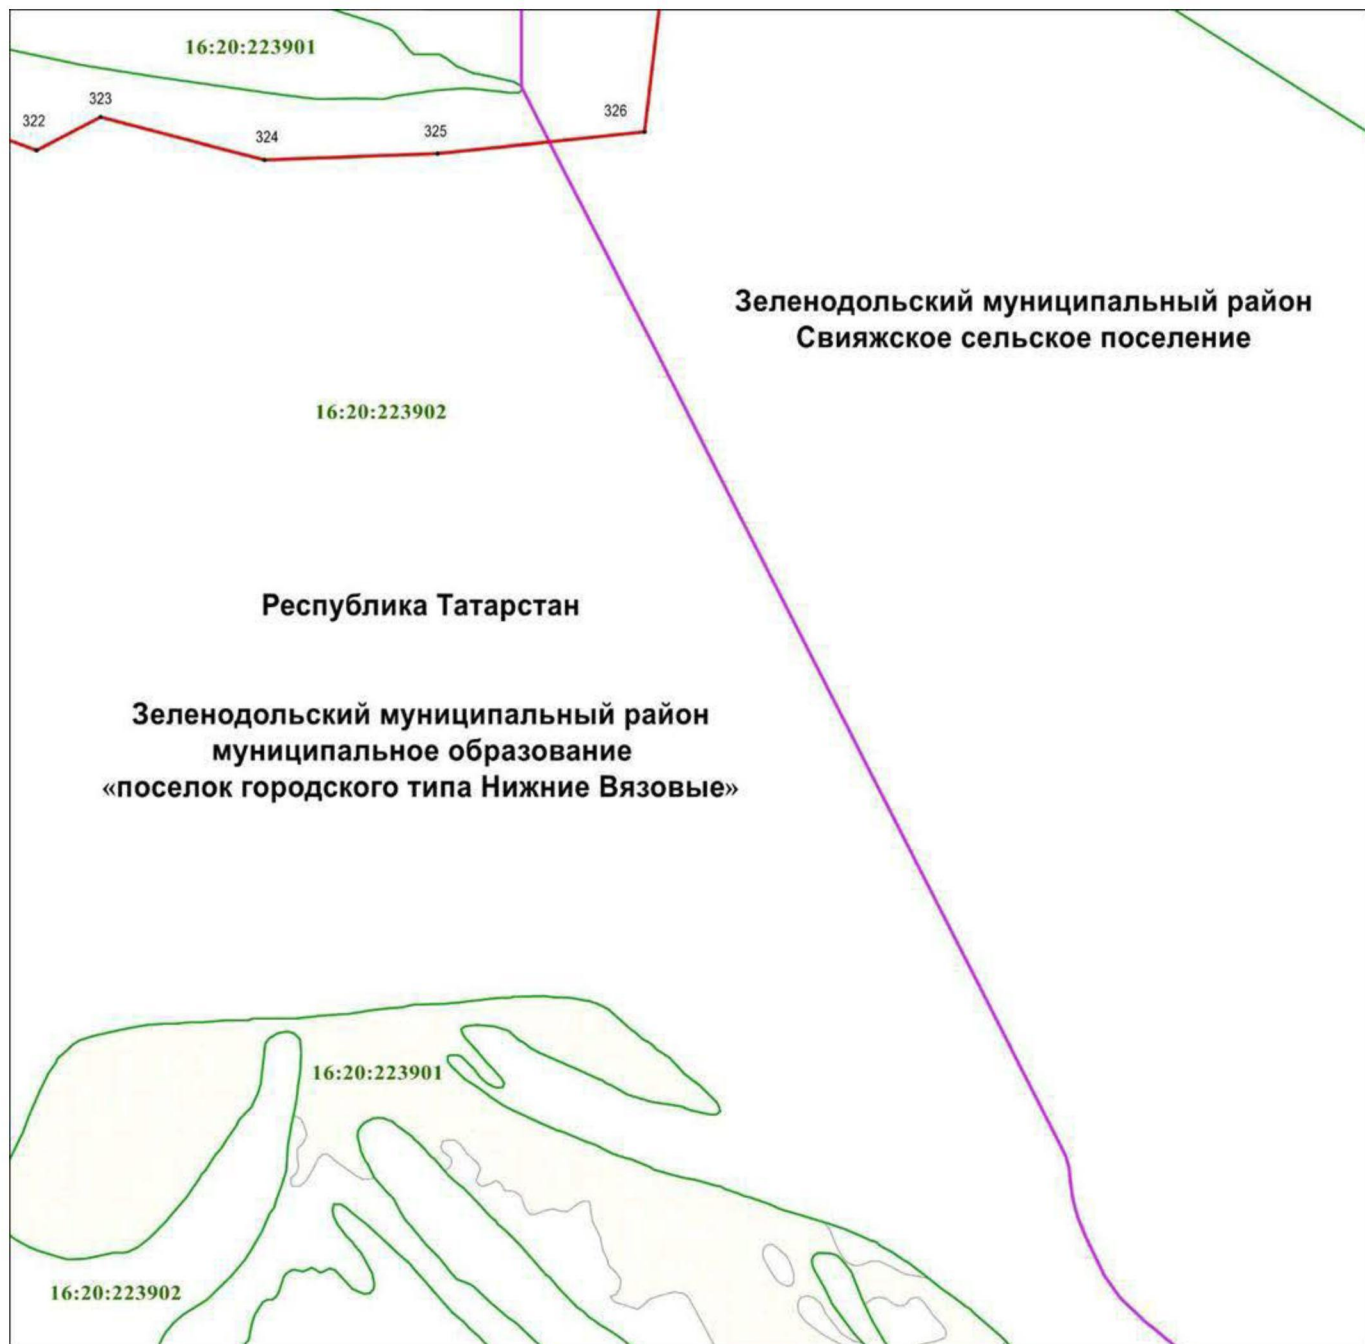 16:20:223901
323
322
326
325
324
Зеленодольский муниципальный район
Свияжское сельское поселение
16:20:223902
Республика Татарстан
Зеленодольский муниципальный район
муниципальное образование
«поселок городского типа Нижние Вязовые»
16:20:223901
16:20:223902